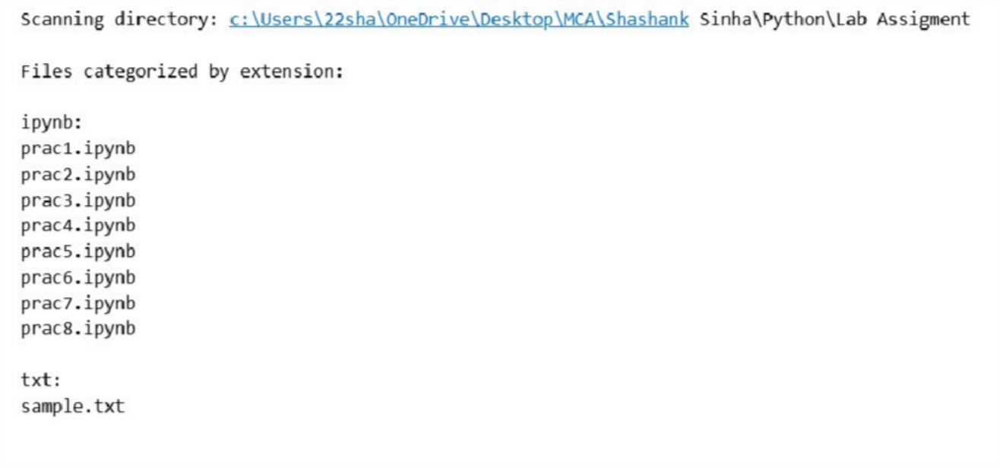 Scanning directory: c:\Users\22sha\OneDrive\Desktop\MCA\Shashank Sinha\Python\Lab Assigment
Files categorized by extension:
ipynb:
prac1.ipynb
prac2.ipynb
prac3.ipynb
prac4.ipynb
prac5.ipynb
prac6.ipynb
prac7.ipynb
prac8.ipynb
txt:
sample.txt